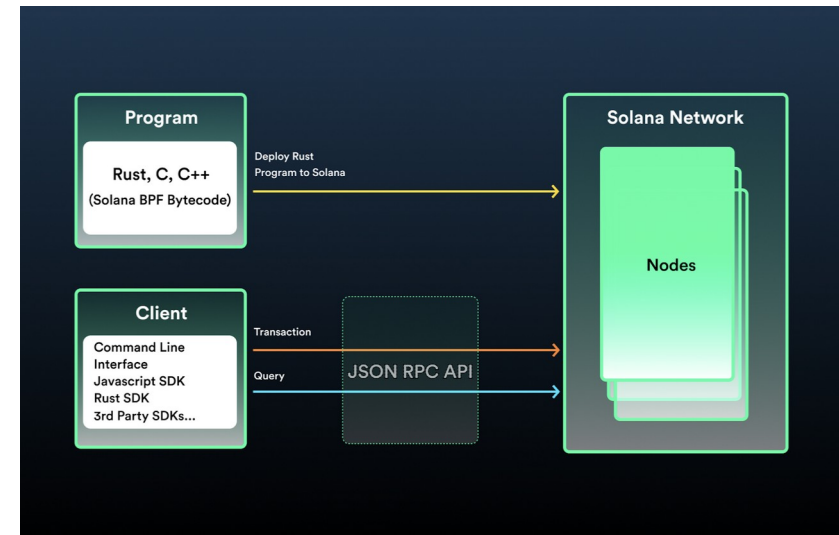 Program
Rust, C, C++
(Solana BPF Bytecode)
Deploy Rust
Program to Solana
Solana Network
Nodes
Client
Command Line
Interface
Javascript SDK
Rust SDK
3rd Party SDKs...
Transaction
Query
JSON RPC API